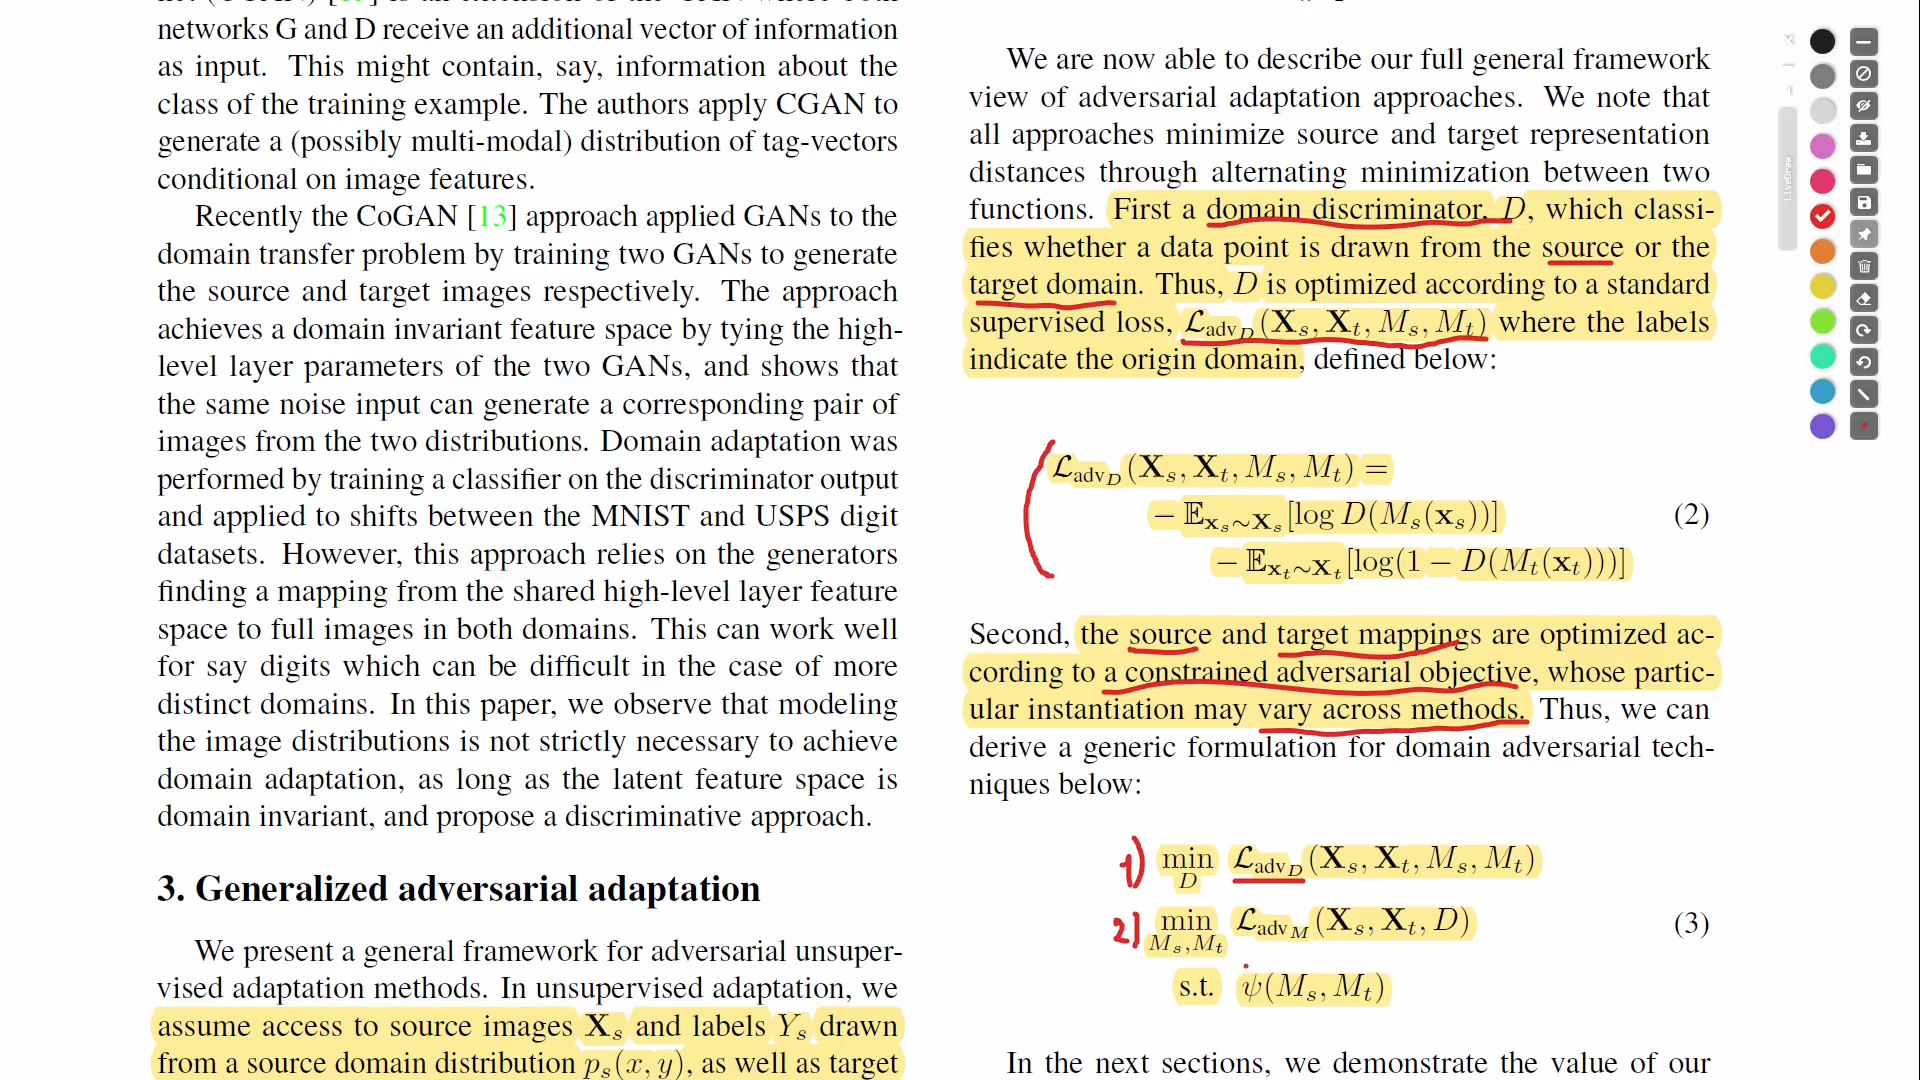 networks G and D receive an additional vector of information
as input. This might contain, say, information about the
class of the training example. The authors apply CGAN to
generate a (possibly multi-modal) distribution of tag-vectors
conditional on image features.
Recently the CoGAN [13] approach applied GANs to the
domain transfer problem by training two GANs to generate
the source and target images respectively. The approach
achieves a domain invariant feature space by tying the high-
level layer parameters of the two GANs, and shows that
the same noise input can generate a corresponding pair of
images from the two distributions. Domain adaptation was
performed by training a classifier on the discriminator output
and applied to shifts between the MNIST and USPS digit
datasets. However, this approach relies on the generators
finding a mapping from the shared high-level layer feature
space to full images in both domains. This can work well
for say digits which can be difficult in the case of more
distinct domains. In this paper, we observe that modeling
the image distributions is not strictly necessary to achieve
domain adaptation, as long as the latent feature space is
domain invariant, and propose a discriminative approach.
3. Generalized adversarial adaptation
We present a general framework for adversarial unsuper-
vised adaptation methods. In unsupervised adaptation, we
assume access to source images X_s and labels Y_s drawn
from a source domain distribution p_s(x, y), as well as target
We are now able to describe our full general framework
view of adversarial adaptation approaches. We note that
all approaches minimize source and target representation
distances through alternating minimization between two
functions. First a domain discriminator, D, which classi-
fies whether a data point is drawn from the source or the
target domain. Thus, D is optimized according to a standard
supervised loss, ℒ_adv_D(X_s, X_t, M_s, M_t) where the labels
indicate the origin domain, defined below:
ℒ_adv_D(X_s, X_t, M_s, M_t) =
− 𝔼_x_s∼X_s[log D(M_s(x_s))] (2)
− 𝔼_x_t∼X_t[log(1 − D(M_t(x_t)))]
Second, the source and target mappings are optimized ac-
cording to a constrained adversarial objective, whose partic-
ular instantiation may vary across methods. Thus, we can
derive a generic formulation for domain adversarial tech-
niques below:
1) min_D ℒ_adv_D(X_s, X_t, M_s, M_t)
2) min_M_s,M_t ℒ_adv_M(X_s, X_t, D) (3)
s.t. ψ(M_s, M_t)
In the next sections, we demonstrate the value of our
LiveDraw